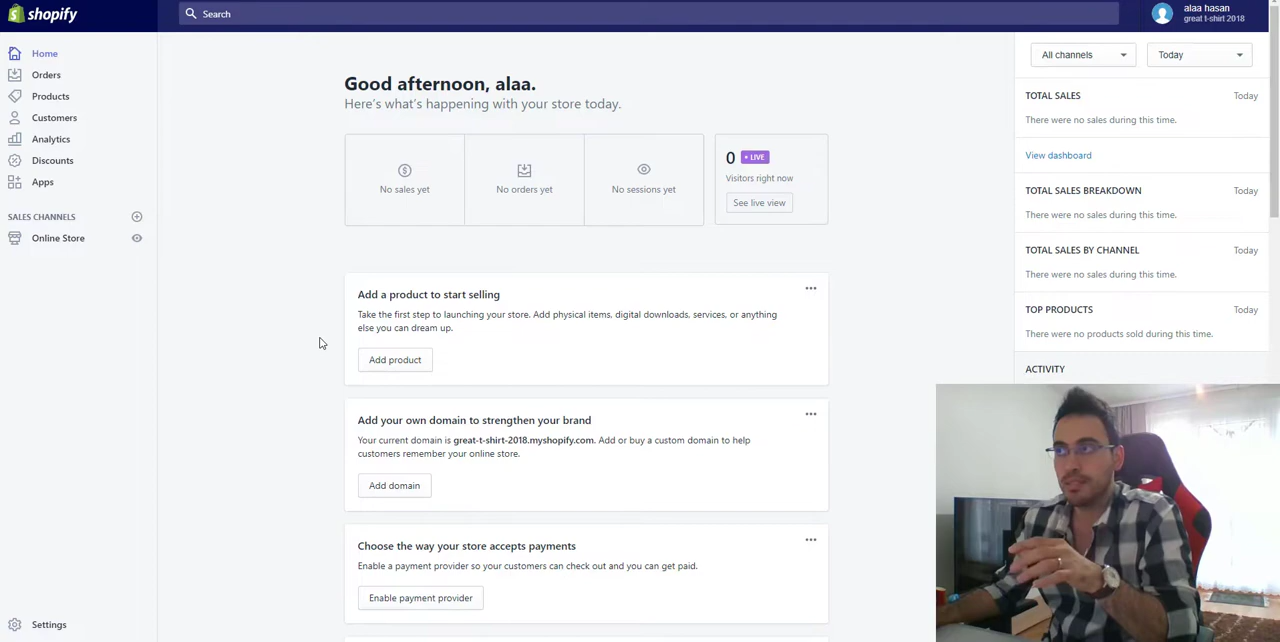 shopify
Search
alaa hasan
great t-shirt 2018
Home
Orders
Products
Customers
Analytics
Discounts
Apps
SALES CHANNELS
Online Store
Settings
Good afternoon, alaa.
Here's what's happening with your store today.
No sales yet
No orders yet
No sessions yet
0 • LIVE
Visitors right now
See live view
Add a product to start selling
Take the first step to launching your store. Add physical items, digital downloads, services, or anything
else you can dream up.
Add product
Add your own domain to strengthen your brand
Your current domain is great-t-shirt-2018.myshopify.com. Add or buy a custom domain to help
customers remember your online store.
Add domain
Choose the way your store accepts payments
Enable a payment provider so your customers can check out and you can get paid.
Enable payment provider
All channels
Today
TOTAL SALES Today
There were no sales during this time.
View dashboard
TOTAL SALES BREAKDOWN Today
There were no sales during this time.
TOTAL SALES BY CHANNEL Today
There were no sales during this time.
TOP PRODUCTS Today
There were no products sold during this time.
ACTIVITY